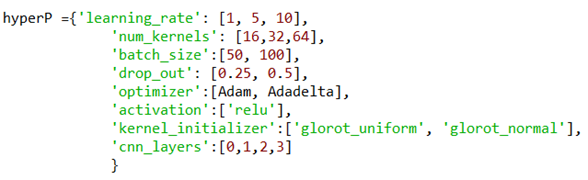 hyperP ={'learning_rate': [1, 5, 10],
'num_kernels': [16,32,64],
'batch_size':[50, 100],
'drop_out': [0.25, 0.5],
'optimizer':[Adam, Adadelta],
'activation':['relu'],
'kernel_initializer':['glorot_uniform', 'glorot_normal'],
'cnn_layers':[0,1,2,3]
}